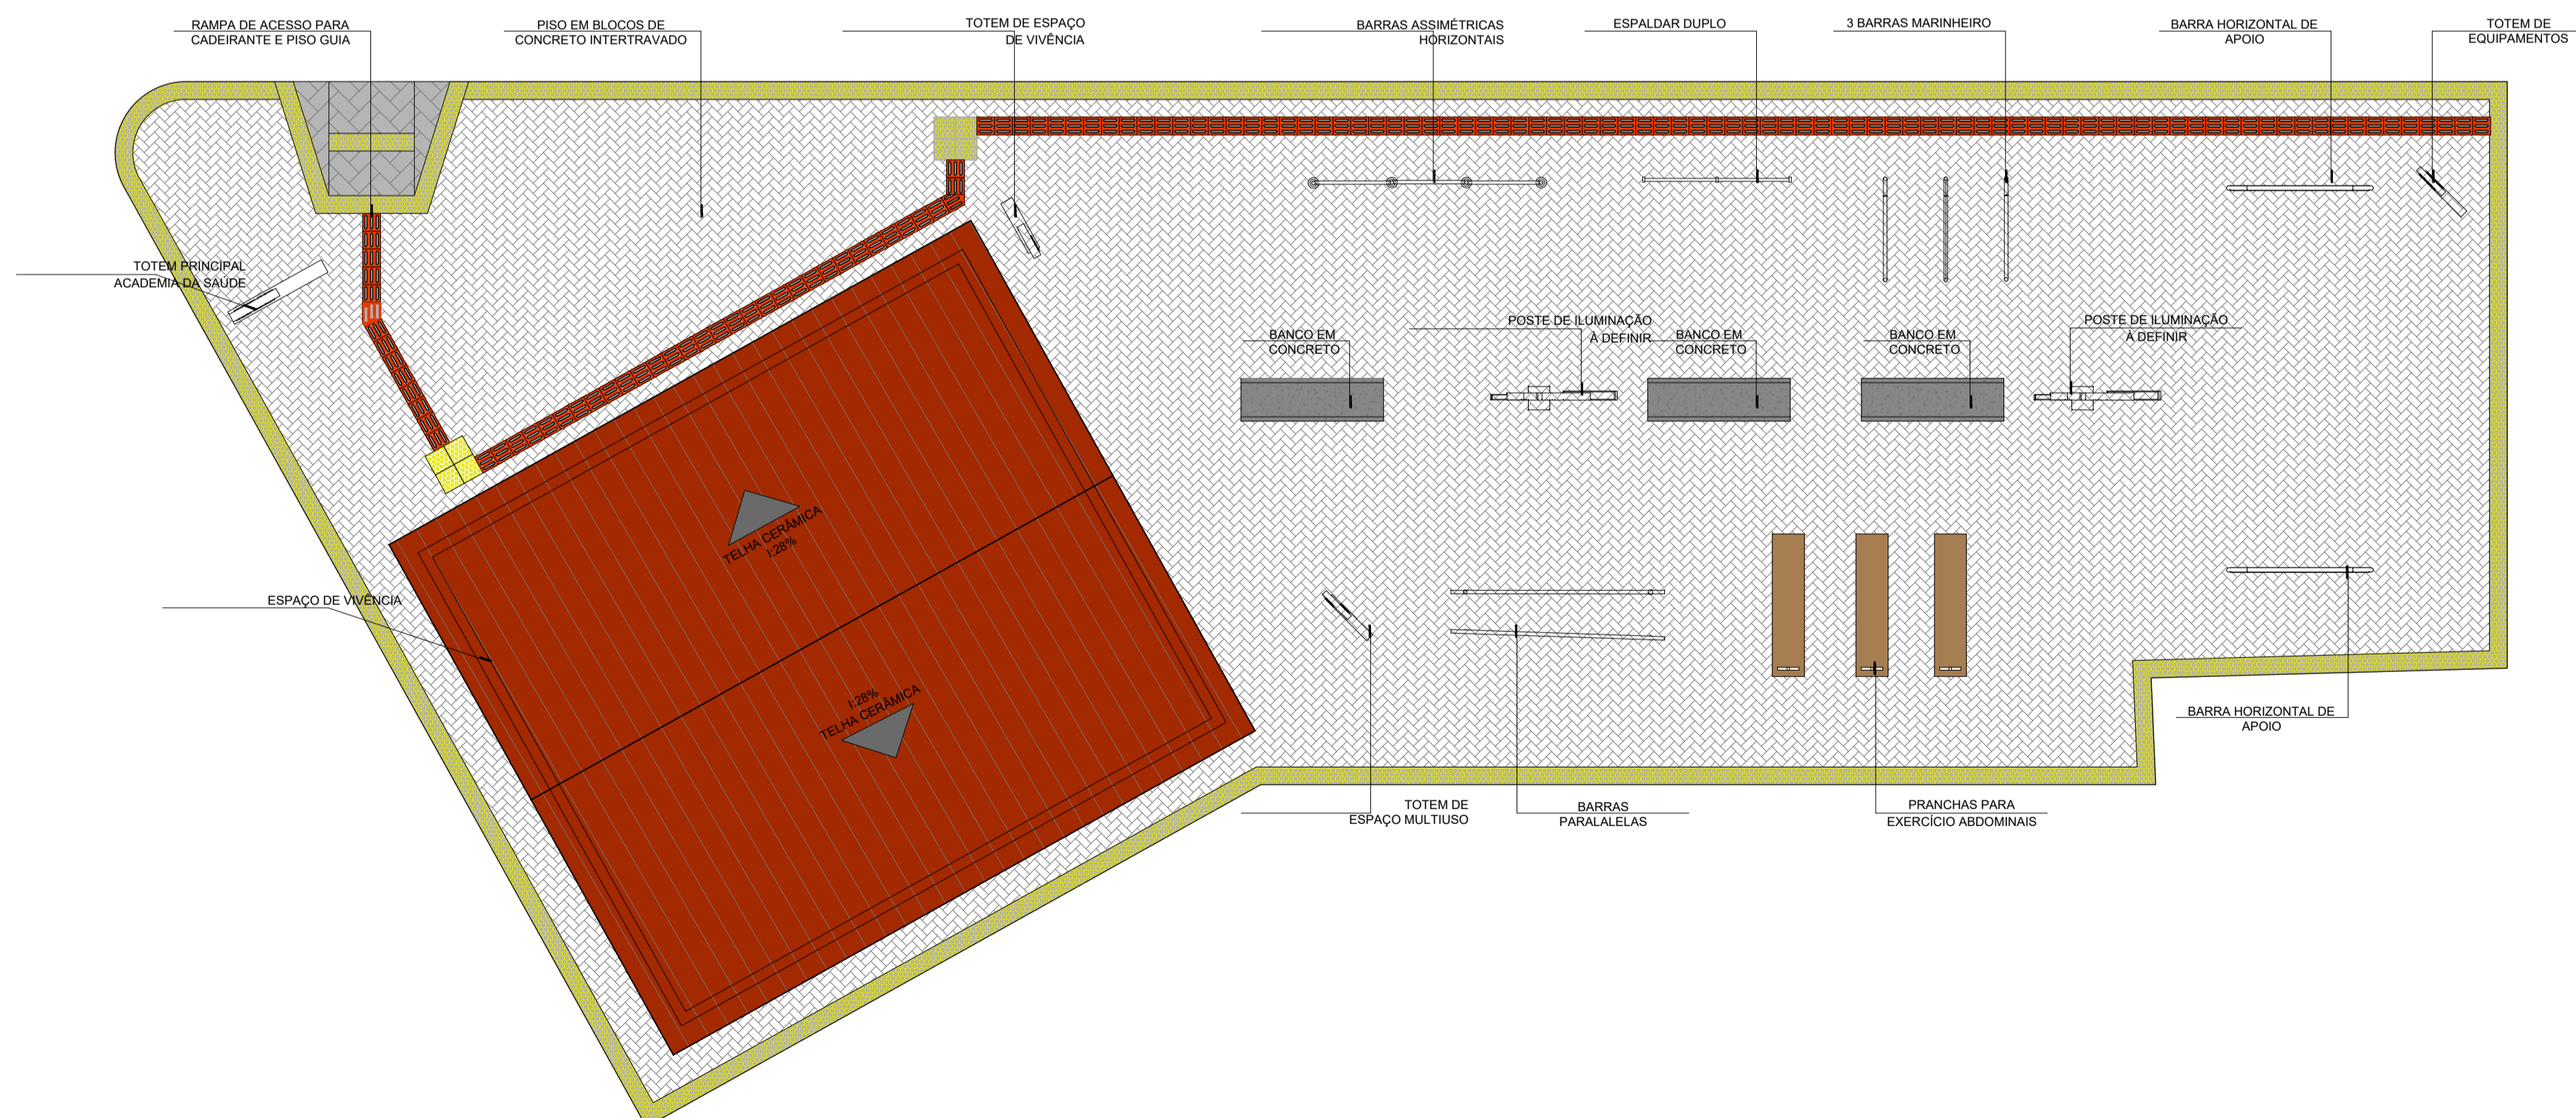 RAMPA DE ACESSO PARA
CADEIRANTE E PISO GUIA
PISO EM BLOCOS DE
CONCRETO INTERTRAVADO
TOTEM DE ESPAÇO
DE VIVÊNCIA
BARRAS ASSIMÉTRICAS
HORIZONTAIS
ESPALDAR DUPLO
3 BARRAS MARINHEIRO
BARRA HORIZONTAL DE
APOIO
TOTEM DE
EQUIPAMENTOS
TOTEM PRINCIPAL
ACADEMIA DA SAÚDE
BANCO EM
CONCRETO
POSTE DE ILUMINAÇÃO
À DEFINIR
BANCO EM
CONCRETO
BANCO EM
CONCRETO
POSTE DE ILUMINAÇÃO
À DEFINIR
TELHA CERÂMICA
I:28%
ESPAÇO DE VIVÊNCIA
I:28%
TELHA CERÂMICA
BARRA HORIZONTAL DE
APOIO
TOTEM DE
ESPAÇO MULTIUSO
BARRAS
PARALALELAS
PRANCHAS PARA
EXERCÍCIO ABDOMINAIS